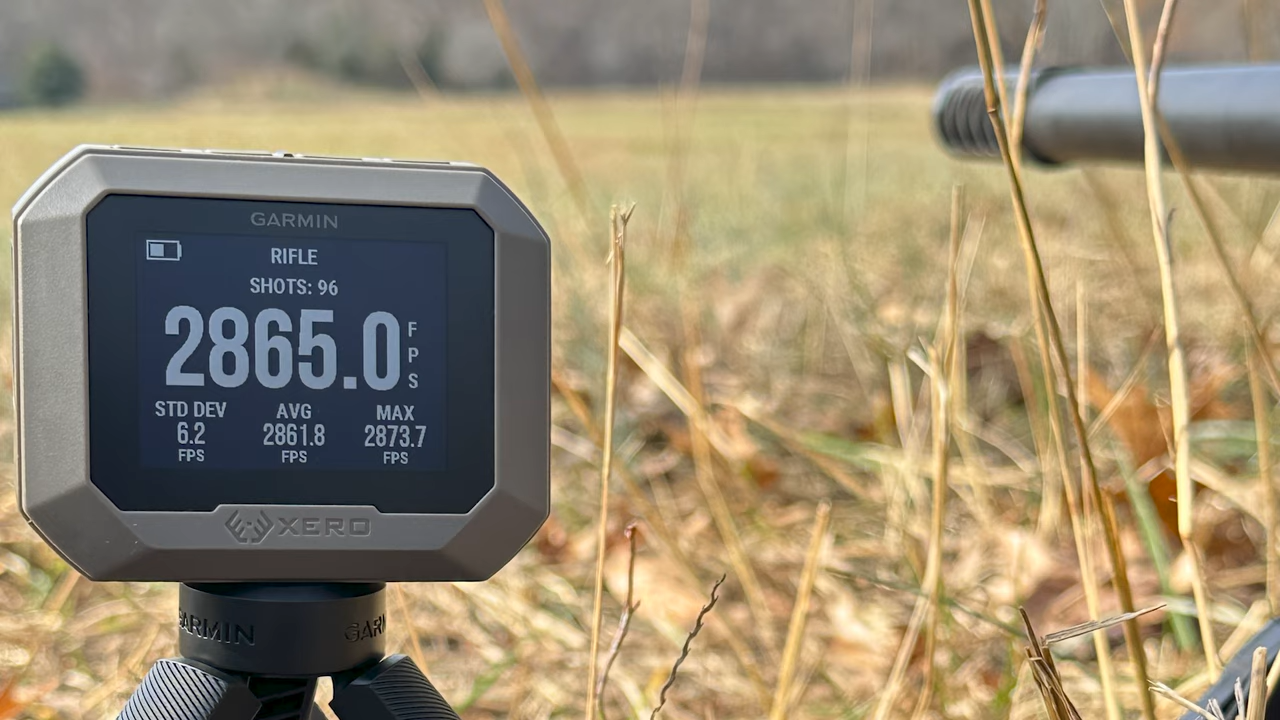 GARMIN
RIFLE
SHOTS: 96
2865.0 FPS
STD DEV AVG MAX
6.2 2861.8 2873.7
FPS FPS FPS
XERO
GARMIN GARM